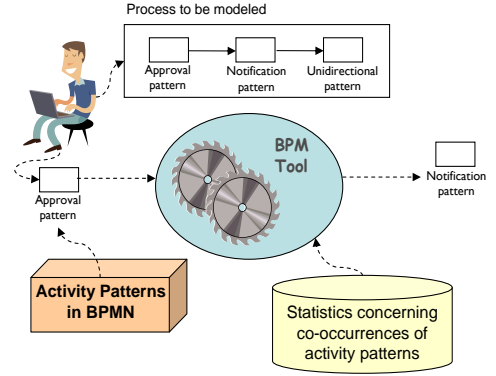 Process to be modeled
Approval
pattern
Notification
pattern
Unidirectional
pattern
BPM
Tool
Approval
pattern
Notification
pattern
Activity Patterns
in BPMN
Statistics concerning
co-occurrences of
activity patterns